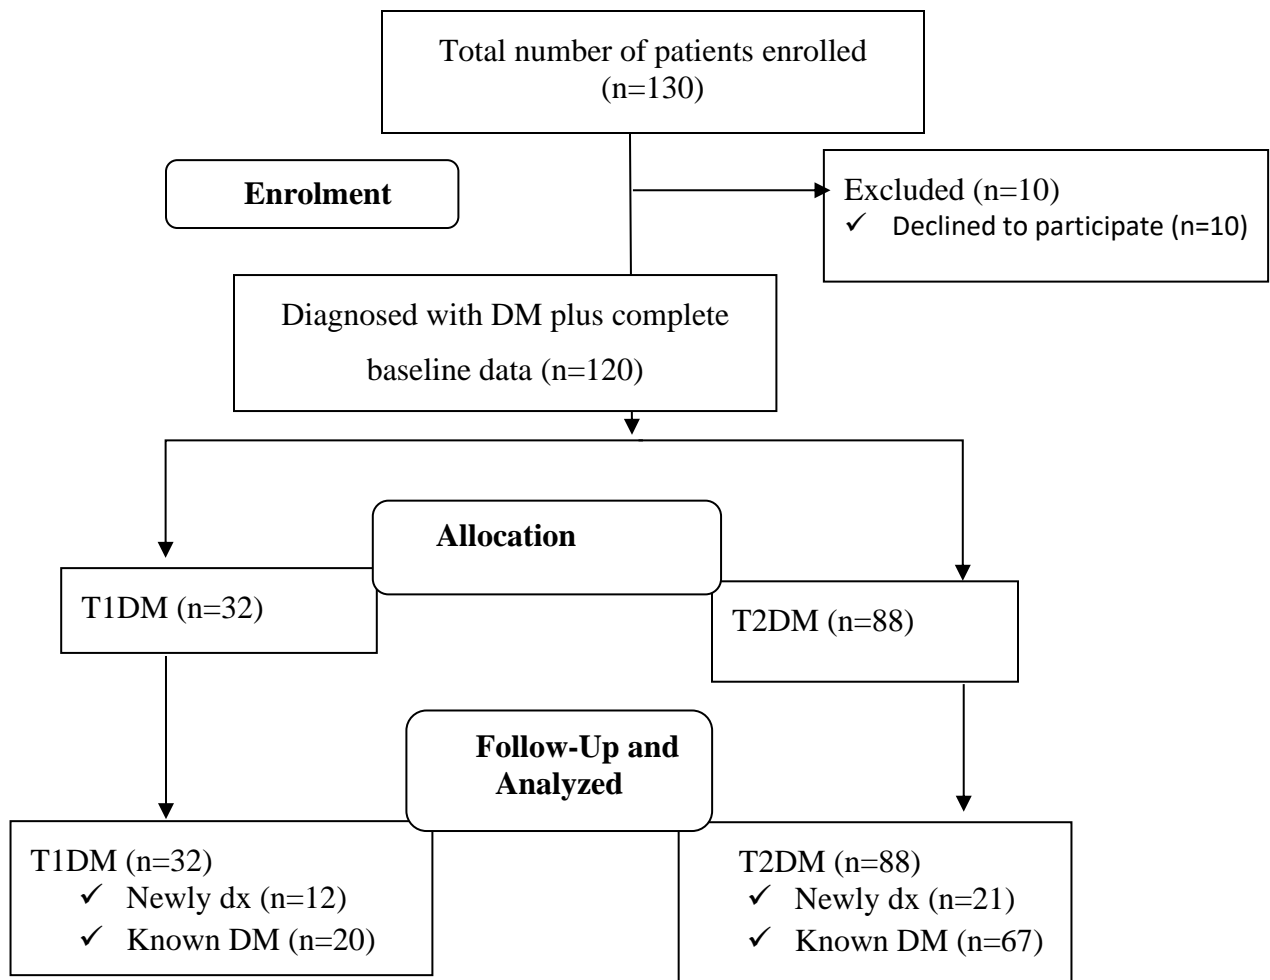 Total number of patients enrolled
(n=130)
Enrolment
Excluded (n=10)
✓ Declined to participate (n=10)
Diagnosed with DM plus complete
baseline data (n=120)
Allocation
T1DM (n=32)
T2DM (n=88)
Follow-Up and
Analyzed
T1DM (n=32)
✓ Newly dx (n=12)
✓ Known DM (n=20)
T2DM (n=88)
✓ Newly dx (n=21)
✓ Known DM (n=67)